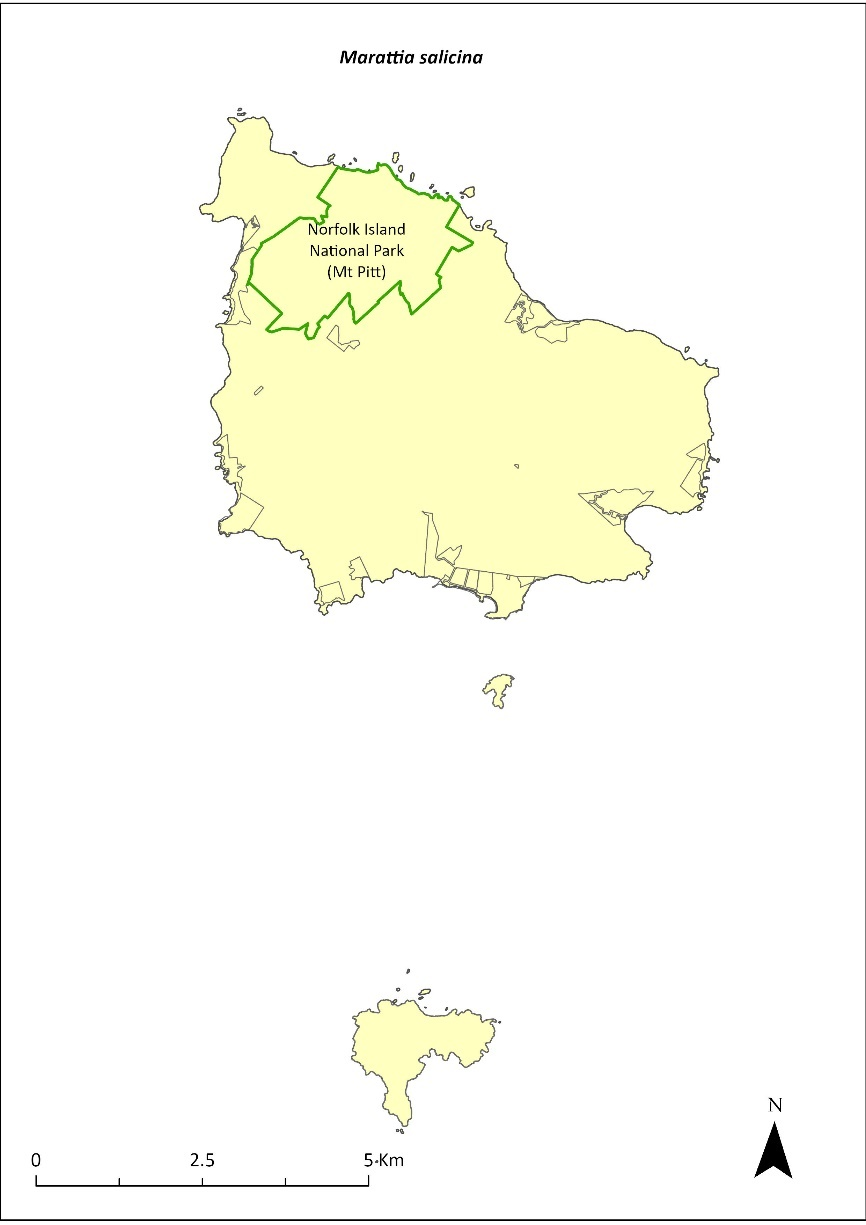 Marattia salicina
Norfolk Island
National Park
(Mt Pitt)
N
0 2.5 5 Km